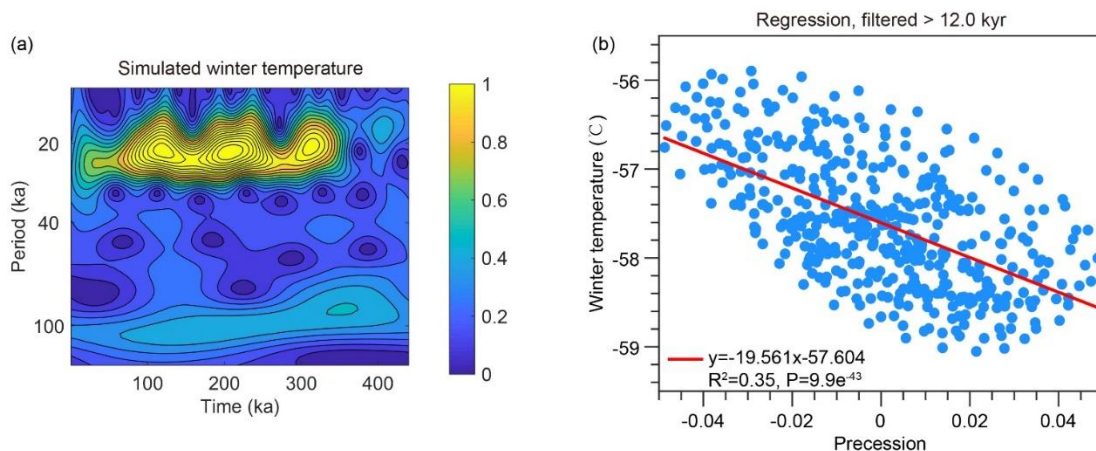 (a)
Simulated winter temperature
Period (ka)
20
40
100
100
200
300
400
Time (ka)
1
0.8
0.6
0.4
0.2
0
Regression, filtered > 12.0 kyr
(b)
Winter temperature (℃)
-56
-57
-58
-59
y=-19.561x-57.604
R²=0.35, P=9.9e⁻⁴³
-0.04
-0.02
0
0.02
0.04
Precession